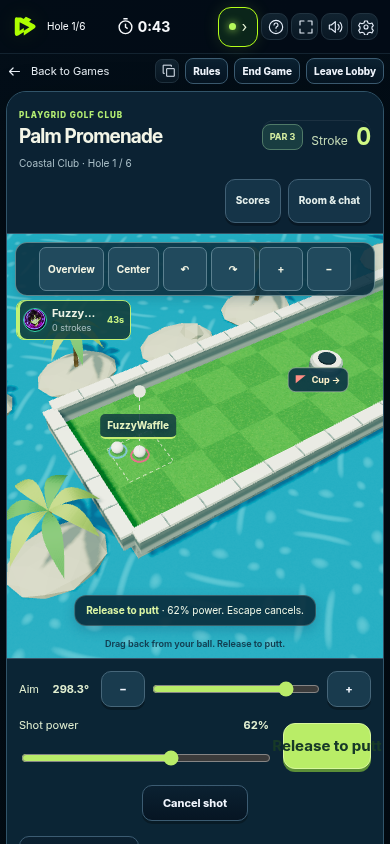 Hole 1/6
0:43
Back to Games
Rules
End Game
Leave Lobby
PLAYGRID GOLF CLUB
Palm Promenade
PAR 3
Stroke 0
Coastal Club · Hole 1 / 6
Scores
Room & chat
Overview
Center
↶
↷
+
−
Fuzzy...
0 strokes
43s
Cup →
FuzzyWaffle
Release to putt · 62% power. Escape cancels.
Drag back from your ball. Release to putt.
Aim
298.3°
−
+
Shot power
62%
Release to putt
Cancel shot